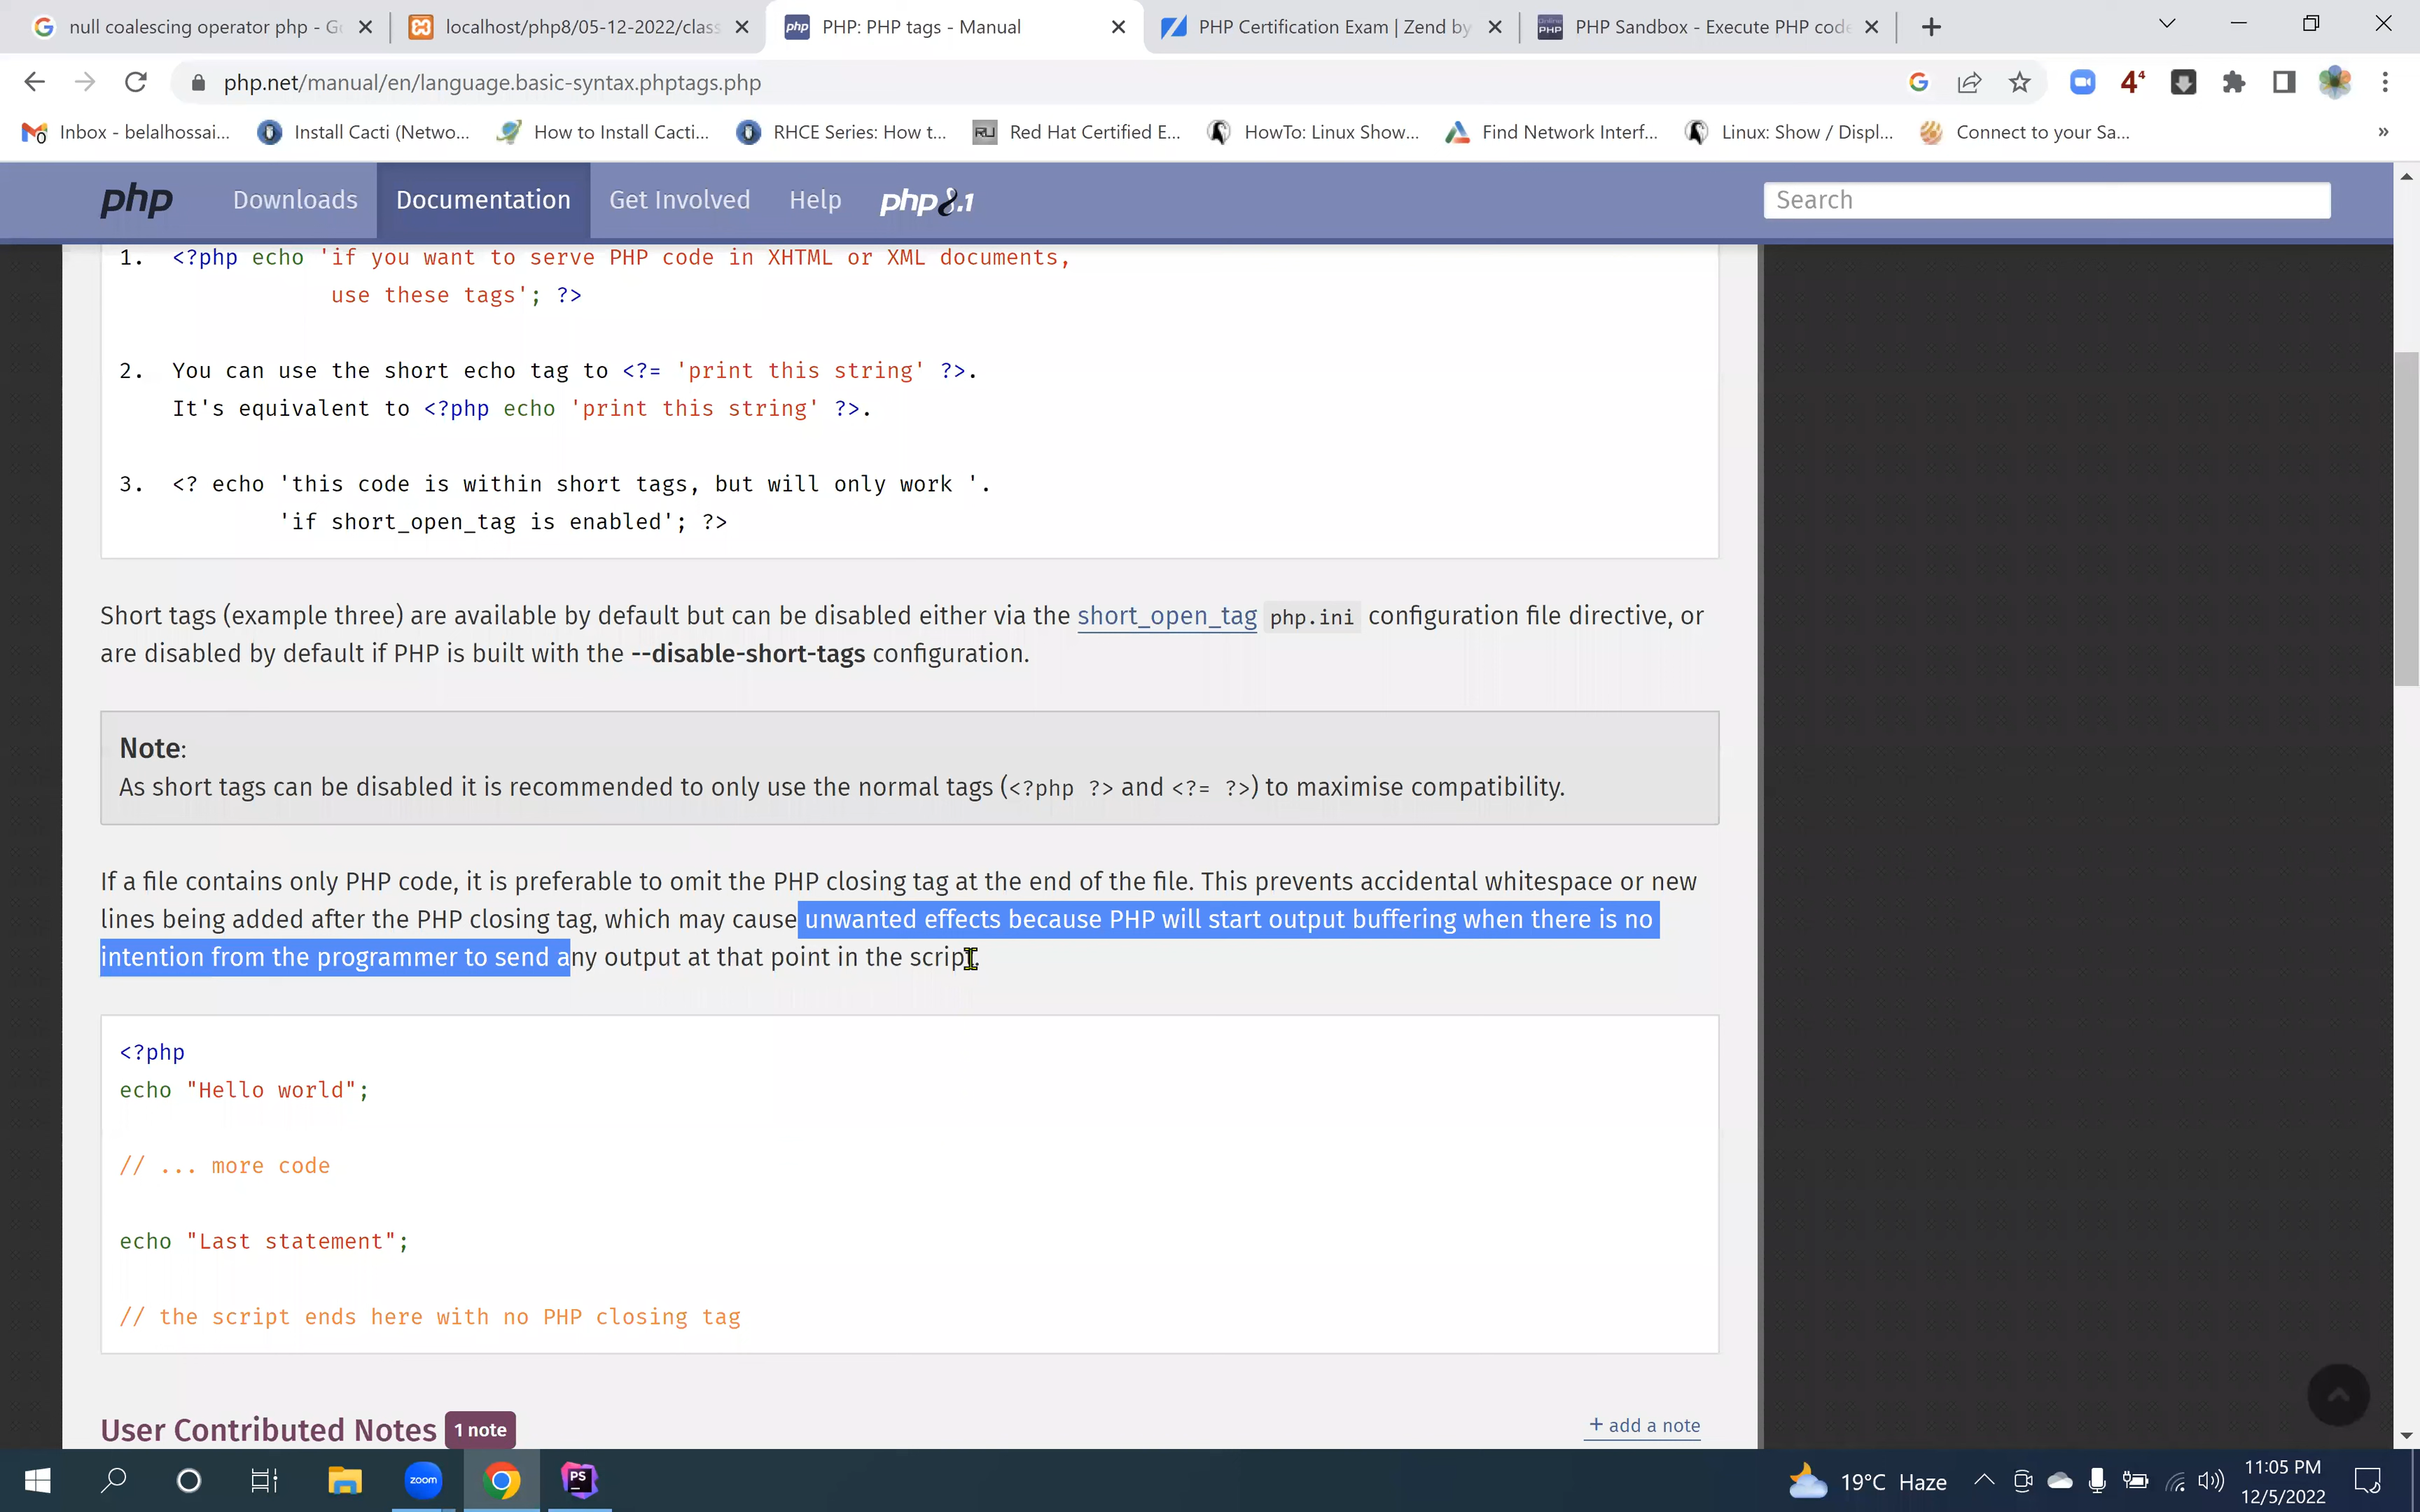 null coalescing operator php - Go
localhost/php8/05-12-2022/class
PHP: PHP tags - Manual
PHP Certification Exam | Zend by
PHP Sandbox - Execute PHP code
php.net/manual/en/language.basic-syntax.phptags.php
Inbox - belalhossai...
Install Cacti (Netwo...
How to Install Cacti...
RHCE Series: How t...
Red Hat Certified E...
HowTo: Linux Show...
Find Network Interf...
Linux: Show / Displ...
Connect to your Sa...
»
php
Downloads
Documentation
Get Involved
Help
php8.1
Search
1. <?php echo 'if you want to serve PHP code in XHTML or XML documents,
use these tags'; ?>
2. You can use the short echo tag to <?= 'print this string' ?>.
It's equivalent to <?php echo 'print this string' ?>.
3. <? echo 'this code is within short tags, but will only work '.
'if short_open_tag is enabled'; ?>
Short tags (example three) are available by default but can be disabled either via the short_open_tag php.ini configuration file directive, or
are disabled by default if PHP is built with the --disable-short-tags configuration.
Note:
As short tags can be disabled it is recommended to only use the normal tags (<?php ?> and <?= ?>) to maximise compatibility.
If a file contains only PHP code, it is preferable to omit the PHP closing tag at the end of the file. This prevents accidental whitespace or new
lines being added after the PHP closing tag, which may cause unwanted effects because PHP will start output buffering when there is no
intention from the programmer to send any output at that point in the script.
<?php
echo "Hello world";
// ... more code
echo "Last statement";
// the script ends here with no PHP closing tag
User Contributed Notes 1 note
+ add a note
zoom
PS
19°C Haze
11:05 PM
12/5/2022